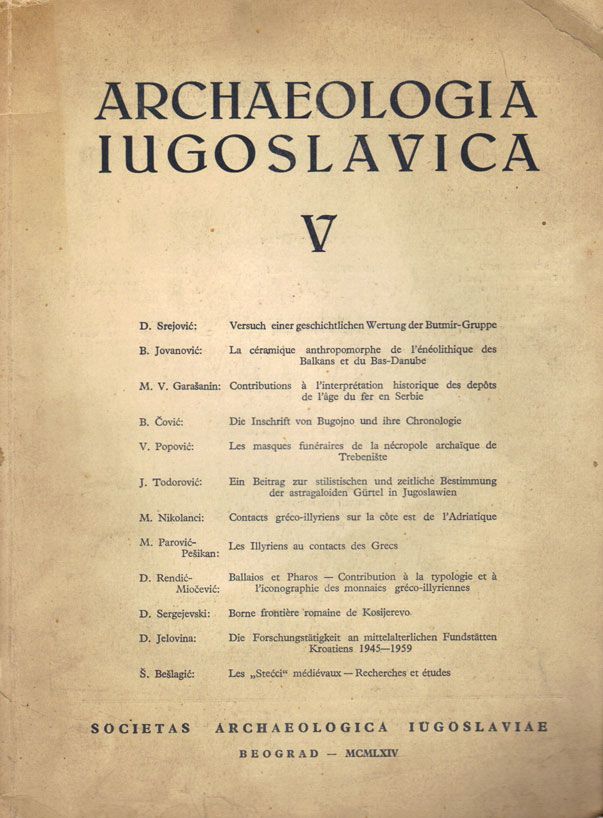 ARCHAEOLOGIA
IUGOSLAVICA
V
D. Srejović: Versuch einer geschichtlichen Wertung der Butmir-Gruppe
B. Jovanović: La céramique anthropomorphe de l'énéolithique des
Balkans et du Bas-Danube
M. V. Garašanin: Contributions à l'interprétation historique des depôts
de l'âge du fer en Serbie
B. Čović: Die Inschrift von Bugojno und ihre Chronologie
V. Popović: Les masques funéraires de la nécropole archaïque de
Trebenište
J. Todorović: Ein Beitrag zur stilistischen und zeitliche Bestimmung
der astragaloiden Gürtel in Jugoslawien
M. Nikolanci: Contacts gréco-illyriens sur la côte est de l'Adriatique
M. Parović-
Pešikan: Les Illyriens au contacts des Grecs
D. Rendić- Ballaios et Pharos — Contribution à la typologie et à
Miočević: l'iconographie des monnaies gréco-illyriennes
D. Sergejevski: Borne frontière romaine de Kosijerevo
D. Jelovina: Die Forschungstätigkeit an mittelalterlichen Fundstätten
Kroatiens 1945—1959
Š. Bešlagić: Les „Stećci“ médiévaux — Recherches et études
SOCIETAS ARCHAEOLOGICA IUGOSLAVIAE
BEOGRAD — MCMLXIV